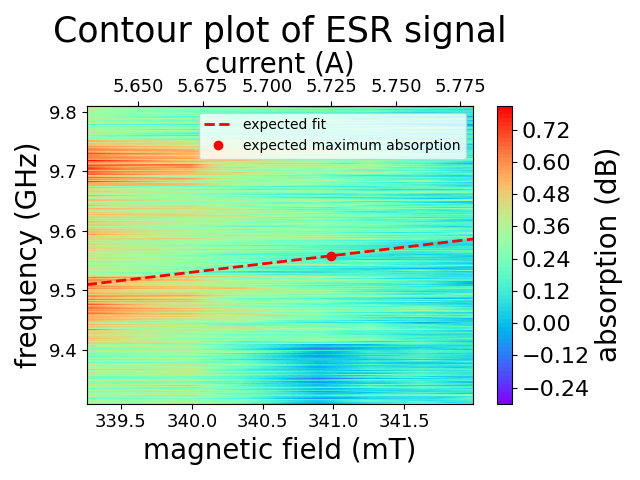 Contour plot of ESR signal
current (A)
5.650 5.675 5.700 5.725 5.750 5.775
expected fit
expected maximum absorption
frequency (GHz)
9.8
9.7
9.6
9.5
9.4
339.5 340.0 340.5 341.0 341.5
magnetic field (mT)
0.72
0.60
0.48
0.36
0.24
0.12
0.00
−0.12
−0.24
absorption (dB)